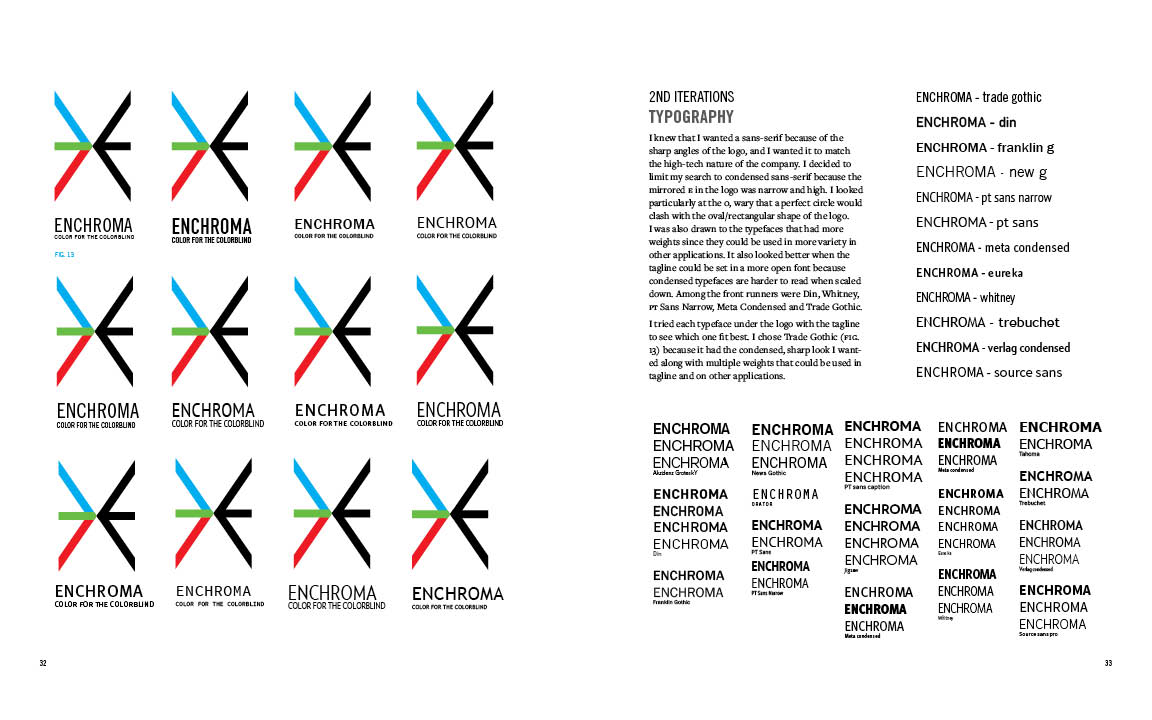 ENCHROMA
COLOR FOR THE COLORBLIND
FIG. 13
ENCHROMA
COLOR FOR THE COLORBLIND
ENCHROMA
COLOR FOR THE COLORBLIND
ENCHROMA
COLOR FOR THE COLORBLIND
ENCHROMA
COLOR FOR THE COLORBLIND
ENCHROMA
COLOR FOR THE COLORBLIND
ENCHROMA
COLOR FOR THE COLORBLIND
ENCHROMA
COLOR FOR THE COLORBLIND
ENCHROMA
COLOR FOR THE COLORBLIND
ENCHROMA
COLOR FOR THE COLORBLIND
ENCHROMA
COLOR FOR THE COLORBLIND
ENCHROMA
COLOR FOR THE COLORBLIND
32
2ND ITERATIONS
TYPOGRAPHY
I knew that I wanted a sans-serif because of the
sharp angles of the logo, and I wanted it to match
the high-tech nature of the company. I decided to
limit my search to condensed sans-serif because the
mirrored E in the logo was narrow and high. I looked
particularly at the O, wary that a perfect circle would
clash with the oval/rectangular shape of the logo.
I was also drawn to the typefaces that had more
weights since they could be used in more variety in
other applications. It also looked better when the
tagline could be set in a more open font because
condensed typefaces are harder to read when scaled
down. Among the front runners were Din, Whitney,
PT Sans Narrow, Meta Condensed and Trade Gothic.
I tried each typeface under the logo with the tagline
to see which one fit best. I chose Trade Gothic (FIG.
13) because it had the condensed, sharp look I want-
ed along with multiple weights that could be used in
tagline and on other applications.
ENCHROMA - trade gothic
ENCHROMA - din
ENCHROMA - franklin g
ENCHROMA - new g
ENCHROMA - pt sans narrow
ENCHROMA - pt sans
ENCHROMA - meta condensed
ENCHROMA - eureka
ENCHROMA - whitney
ENCHROMA - trebuchet
ENCHROMA - verlag condensed
ENCHROMA - source sans
ENCHROMA
ENCHROMA
ENCHROMA
Akzidenz GroteskY
ENCHROMA
ENCHROMA
ENCHROMA
ENCHROMA
Din
ENCHROMA
ENCHROMA
Franklin Gothic
ENCHROMA
ENCHROMA
ENCHROMA
News Gothic
ENCHROMA
ORATOR
ENCHROMA
ENCHROMA
PT Sans
ENCHROMA
ENCHROMA
PT Sans Narrow
ENCHROMA
ENCHROMA
ENCHROMA
ENCHROMA
PT sans caption
ENCHROMA
ENCHROMA
ENCHROMA
ENCHROMA
Jigsaw
ENCHROMA
ENCHROMA
ENCHROMA
Meta condensed
ENCHROMA
ENCHROMA
ENCHROMA
Meta condensed
ENCHROMA
ENCHROMA
ENCHROMA
ENCHROMA
Eureka
ENCHROMA
ENCHROMA
ENCHROMA
Whitney
ENCHROMA
ENCHROMA
Tahoma
ENCHROMA
ENCHROMA
Trebuchet
ENCHROMA
ENCHROMA
ENCHROMA
Verlag condensed
ENCHROMA
ENCHROMA
ENCHROMA
Source sans pro
33